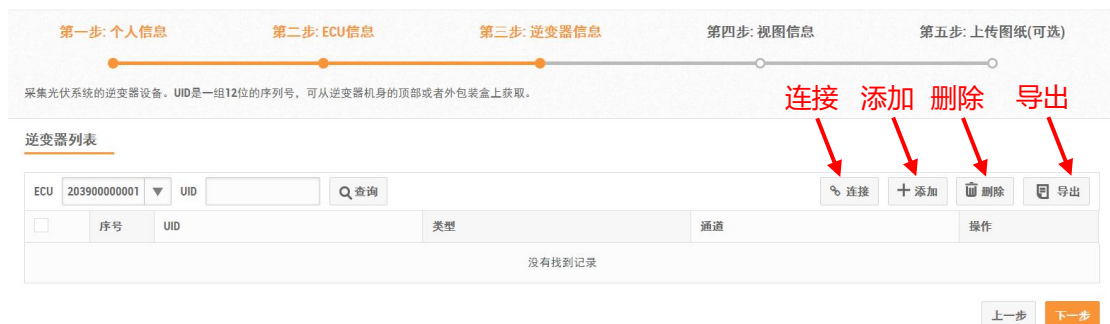 第一步: 个人信息 第二步: ECU信息 第三步: 逆变器信息 第四步: 视图信息 第五步: 上传图纸(可选)
采集光伏系统的逆变器设备。UID是一组12位的序列号，可从逆变器机身的顶部或者外包装盒上获取。
连接 添加 删除 导出
逆变器列表
ECU 203900000001 UID 查询 连接 添加 删除 导出
序号 UID 类型 通道 操作
没有找到记录
上一步 下一步